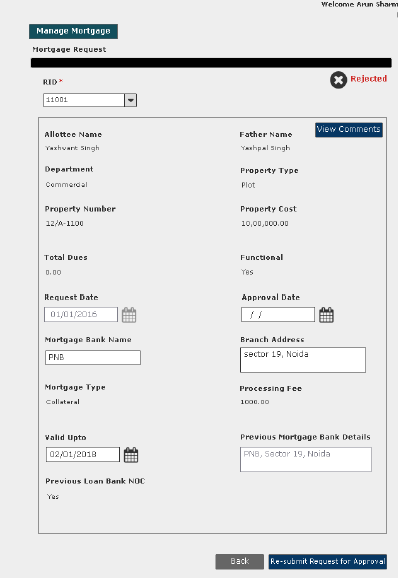 Welcome Arun Sharm
Manage Mortgage
Mortgage Request
RID *
Rejected
11001
View Comments
Allottee Name Father Name
Yashvant Singh Yashpal Singh
Department Property Type
Commercial Plot
Property Number Property Cost
12/A-1100 10,00,000.00
Total Dues Functional
0.00 Yes
Request Date Approval Date
01/01/2016 / /
Mortgage Bank Name Branch Address
PNB sector 19, Noida
Mortgage Type Processing Fee
Collateral 1000.00
Valid Upto Previous Mortgage Bank Details
02/01/2018 PNB, Sector 19, Noida
Previous Loan Bank NOC
Yes
Back Re-submit Request for Approval